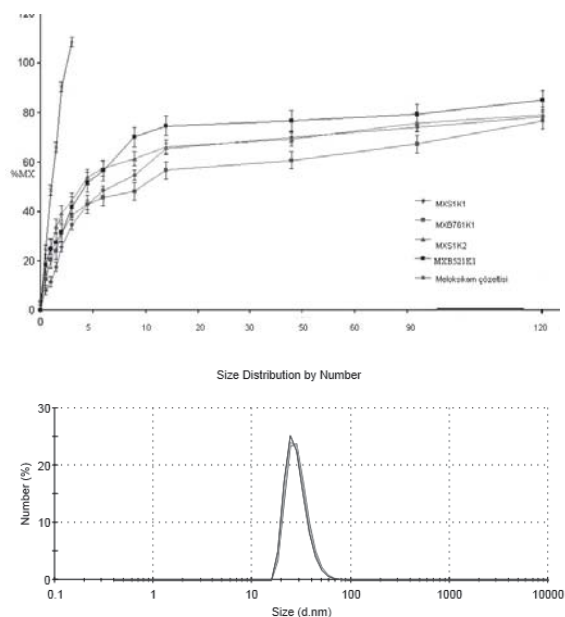 120
100
80
60
%MX
40
20
0
0 5 10 20 30 50 60 90 120
MXS1K1
MXB761K1
MXS1K2
MXB521K1
Meloksikam çözeltisi
Size Distribution by Number
30
20
10
0
Number (%)
0.1 1 10 100 1000 10000
Size (d.nm)